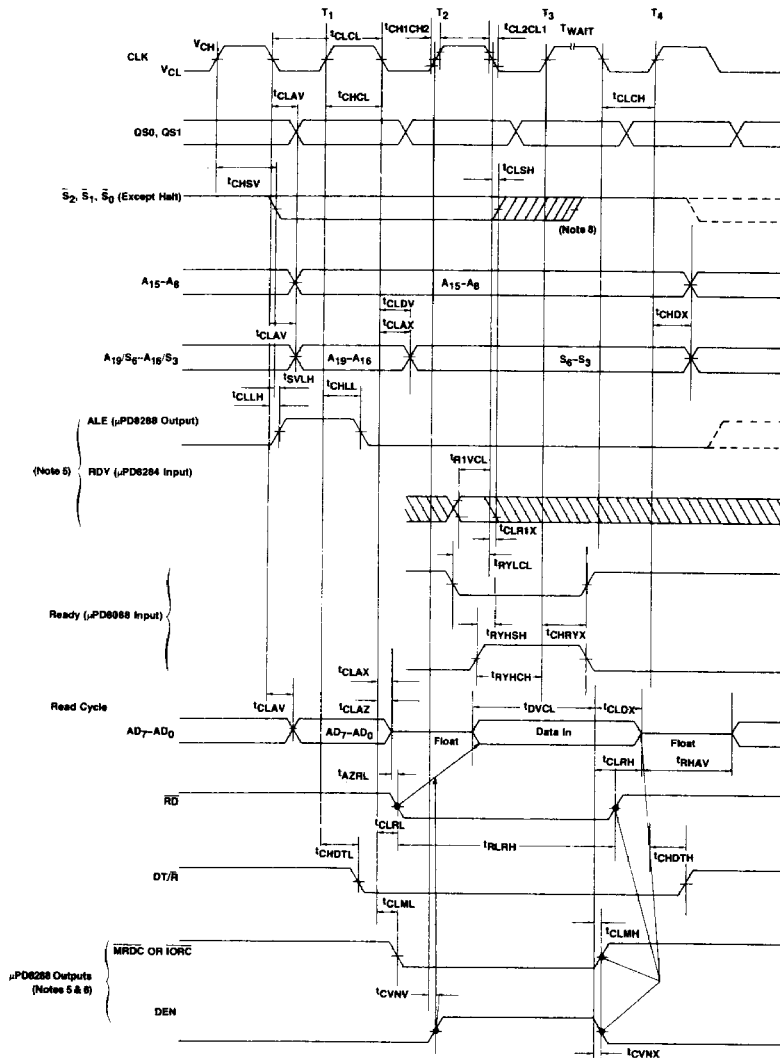 T1 T2 T3 TWAIT T4
tCLCL tCH1CH2 tCL2CL1
CLK VCH
VCL
tCLAV tCHCL tCLCH
QS0, QS1
tCLSH
tCHSV
S̅2, S̅1, S̅0 (Except Halt)
(Note 8)
A15–A8 A15–A8
tCLDV
tCLAV tCLAX tCHDX
A19/S6–A16/S3 A19–A16 S6–S3
tSVLH
tCLLH tCHLL
ALE (μPD8288 Output)
(Note 5) RDY (μPD8284 Input)
tR1VCL
tCLR1X
tRYLCL
Ready (μPD8088 Input)
tRYHSH tCHRYX
tCLAX tRYHCH
Read Cycle tCLAV tCLAZ tDVCL tCLDX
AD7–AD0 AD7–AD0 Float Data In Float
tAZRL tCLRH tRHAV
R̅D̅
tCLRL tRLRH
tCHDTL tCHDTH
DT/R̅
tCLML tCLMH
M̅R̅D̅C̅ OR I̅O̅R̅C̅
μPD8288 Outputs
(Notes 5 & 6)
tCVNV
DEN
tCVNX